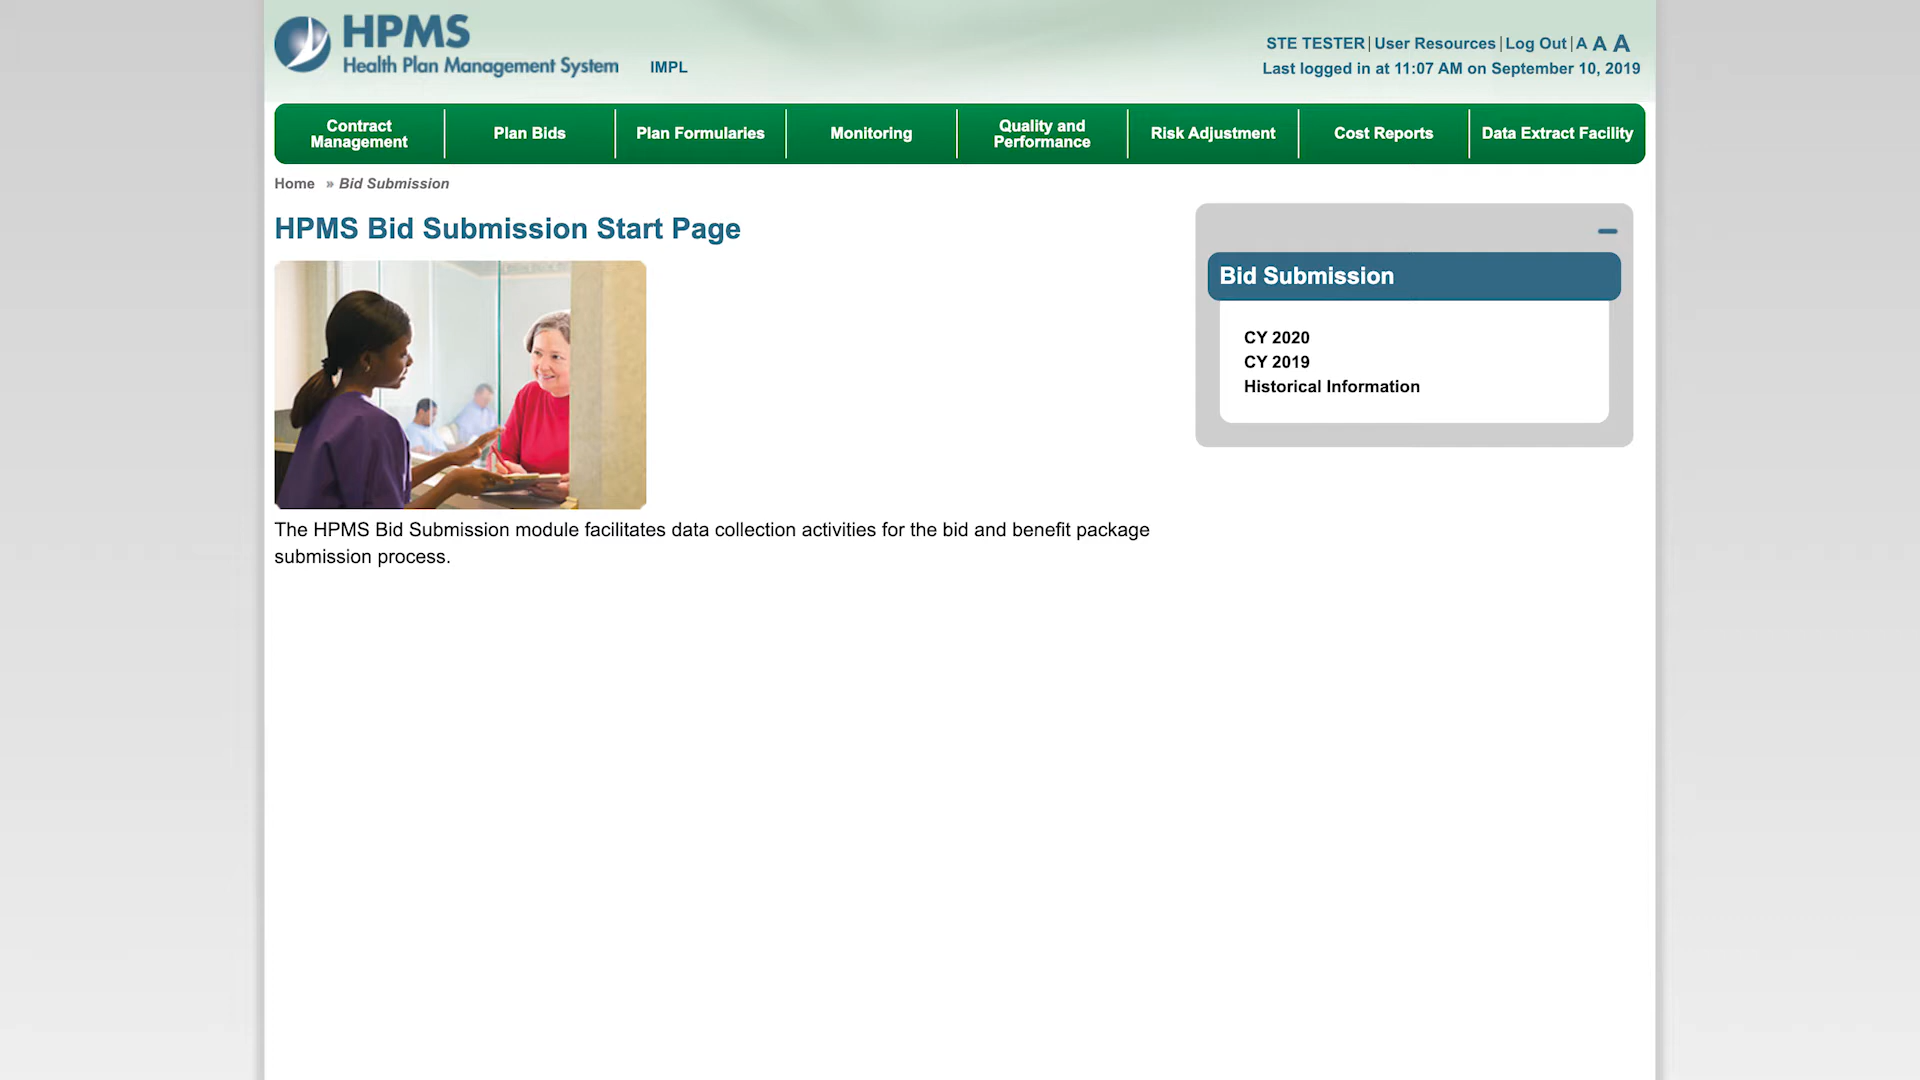 HPMS
Health Plan Management System
IMPL
STE TESTER|User Resources|Log Out|A A A
Last logged in at 11:07 AM on September 10, 2019
Contract
Management
Plan Bids
Plan Formularies
Monitoring
Quality and
Performance
Risk Adjustment
Cost Reports
Data Extract Facility
Home » Bid Submission
HPMS Bid Submission Start Page
Bid Submission
CY 2020
CY 2019
Historical Information
The HPMS Bid Submission module facilitates data collection activities for the bid and benefit package
submission process.